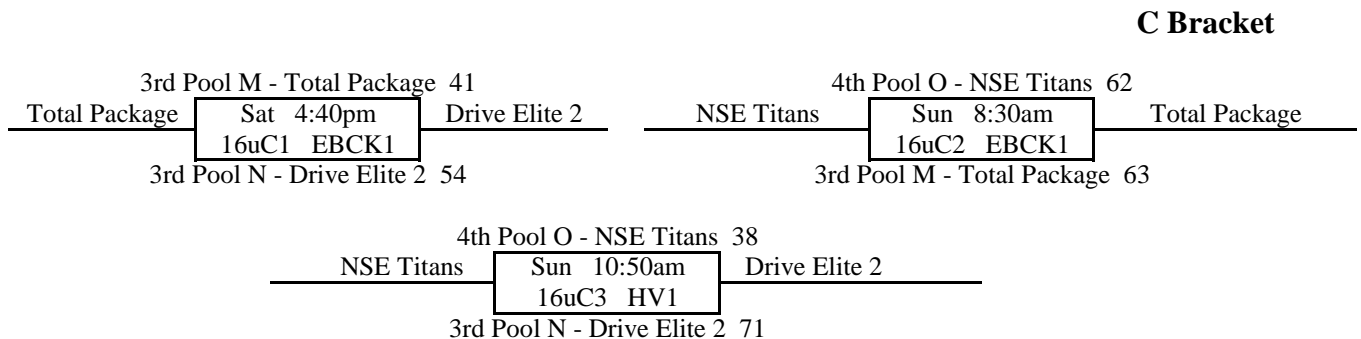 C Bracket
3rd Pool M - Total Package 41
Total Package Sat 4:40pm Drive Elite 2
16uC1 EBCK1
3rd Pool N - Drive Elite 2 54
4th Pool O - NSE Titans 62
NSE Titans Sun 8:30am Total Package
16uC2 EBCK1
3rd Pool M - Total Package 63
4th Pool O - NSE Titans 38
NSE Titans Sun 10:50am Drive Elite 2
16uC3 HV1
3rd Pool N - Drive Elite 2 71